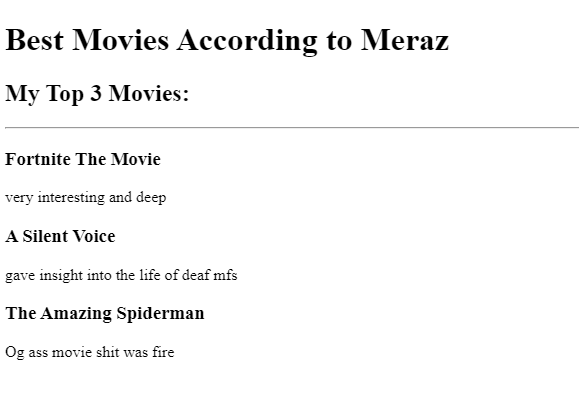 Best Movies According to Meraz
My Top 3 Movies:
Fortnite The Movie
very interesting and deep
A Silent Voice
gave insight into the life of deaf mfs
The Amazing Spiderman
Og ass movie shit was fire